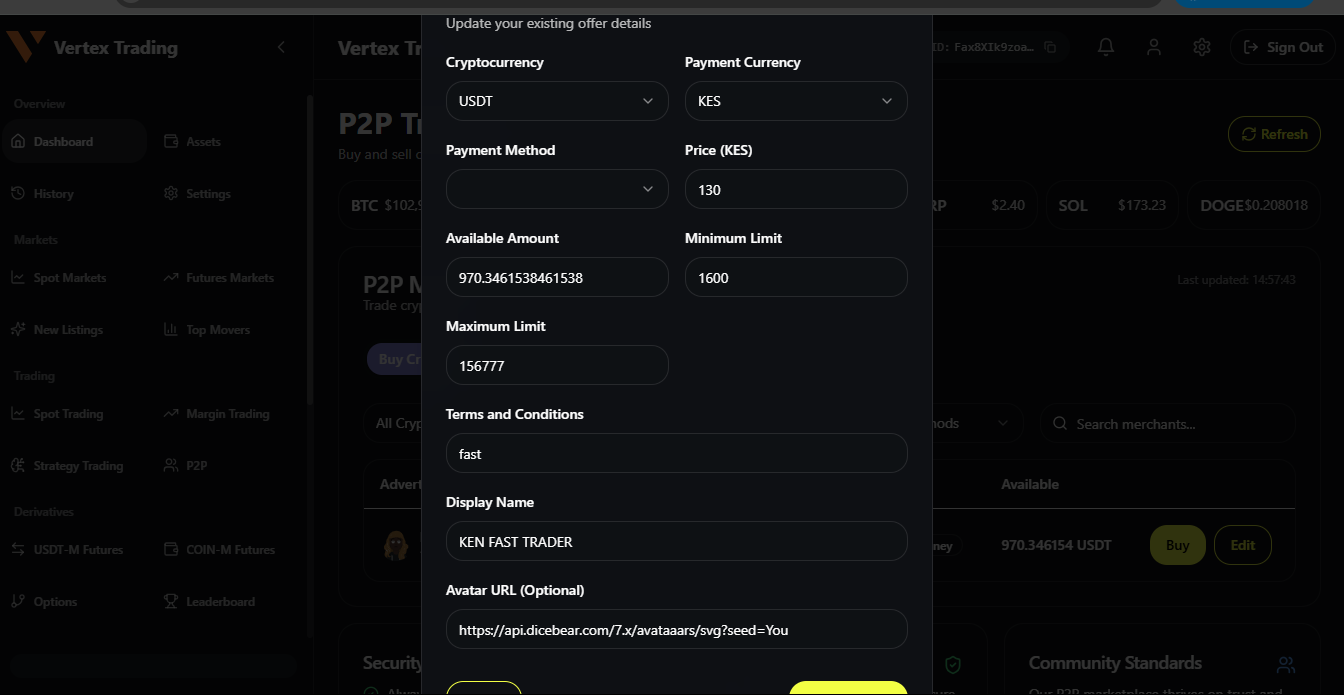 Vertex Trading
Overview
Dashboard
Assets
History
Settings
Markets
Spot Markets
Futures Markets
New Listings
Top Movers
Trading
Spot Trading
Margin Trading
Strategy Trading
P2P
Derivatives
USDT-M Futures
COIN-M Futures
Options
Leaderboard
Vertex Tr
ID: Fax8XIk9zoa…
Sign Out
P2P Tr
Buy and sell c
Refresh
BTC $102,9
RP $2.40
SOL $173.23
DOGE $0.208018
P2P M
Trade cryp
Last updated: 14:57:43
Buy Cr
All Cryp
hods
Search merchants...
Advert
Available
ney
970.346154 USDT
Buy
Edit
Security
Alway
Community Standards
Our P2P marketplace thrives on trust and
Update your existing offer details
Cryptocurrency
Payment Currency
USDT
KES
Payment Method
Price (KES)
130
Available Amount
Minimum Limit
970.3461538461538
1600
Maximum Limit
156777
Terms and Conditions
fast
Display Name
KEN FAST TRADER
Avatar URL (Optional)
https://api.dicebear.com/7.x/avataaars/svg?seed=You